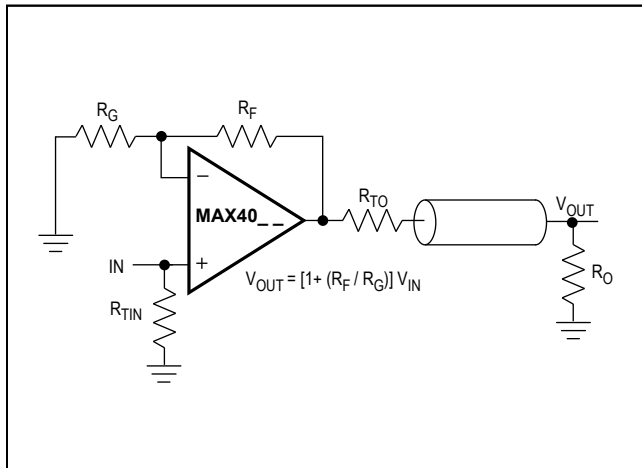 R_G
R_F
−
MAX40_ _
R_TO
V_OUT
IN
+
V_OUT = [1+ (R_F / R_G)] V_IN
R_TIN
R_O